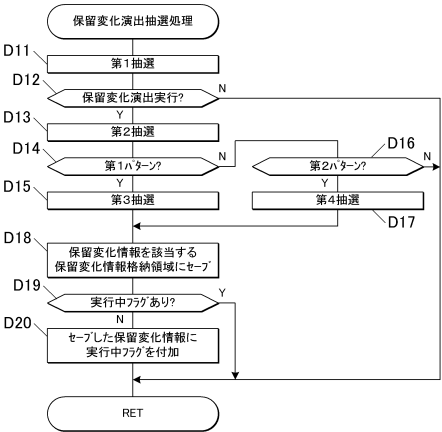 保留変化演出抽選処理
D11
第1抽選
D12
保留変化演出実行?
N
Y
D13
第2抽選
D14
第1ﾊﾟﾀｰﾝ?
N
Y
D16
第2ﾊﾟﾀｰﾝ?
N
Y
D15
第3抽選
第4抽選
D17
D18
保留変化情報を該当する
保留変化情報格納領域にｾｰﾌﾞ
D19
実行中ﾌﾗｸﾞあり?
Y
N
D20
ｾｰﾌﾞした保留変化情報に
実行中ﾌﾗｸﾞを付加
RET